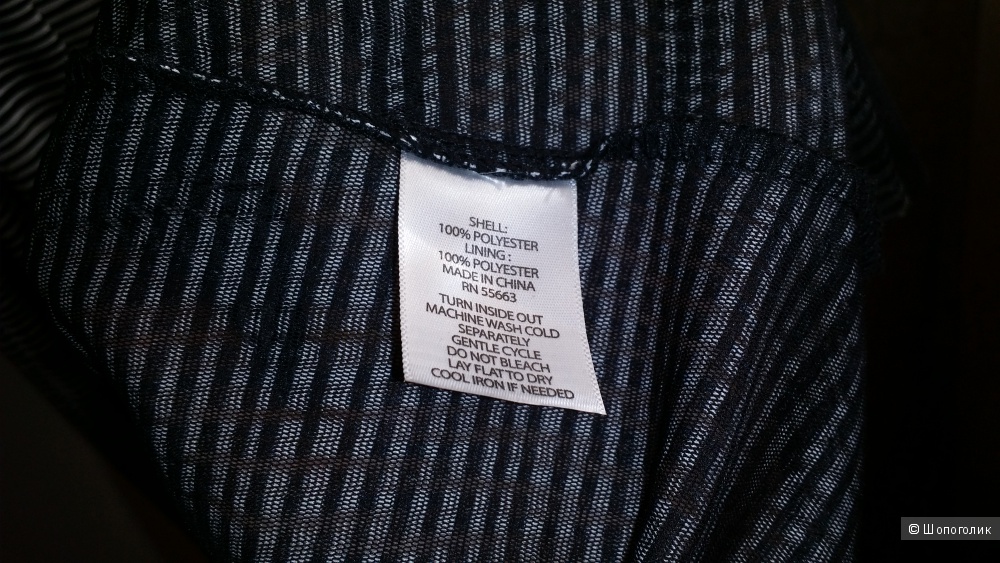 SHELL:
100% POLYESTER
LINING :
100% POLYESTER
MADE IN CHINA
RN 55663
TURN INSIDE OUT
MACHINE WASH COLD
SEPARATELY
GENTLE CYCLE
DO NOT BLEACH
LAY FLAT TO DRY
COOL IRON IF NEEDED
© Шопоголик